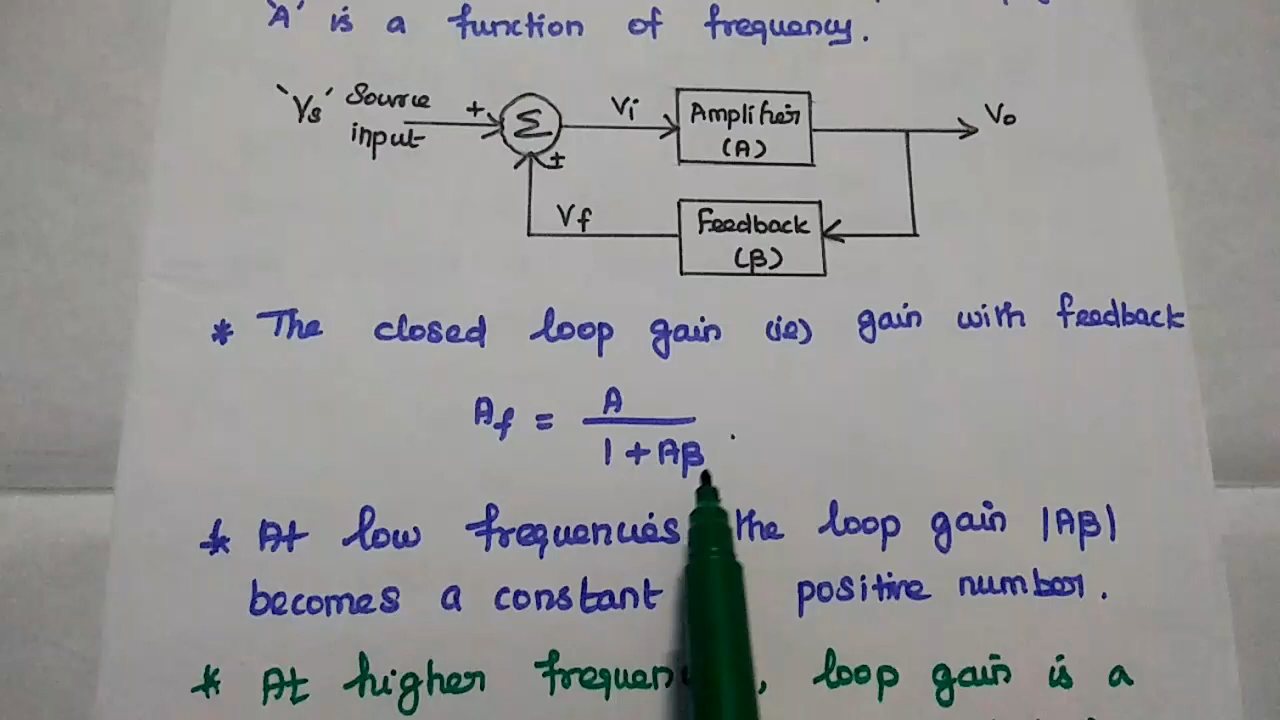 'A' is a function of frequency.
'Vs' Source input
+
Σ
±
Vi
Amplifier
(A)
Vo
Vf
Feedback
(β)
* The closed loop gain (ie) gain with feedback
Af = A / 1 + Aβ .
* At low frequencies the loop gain |Aβ|
becomes a constant positive number.
* At higher , loop gain is a